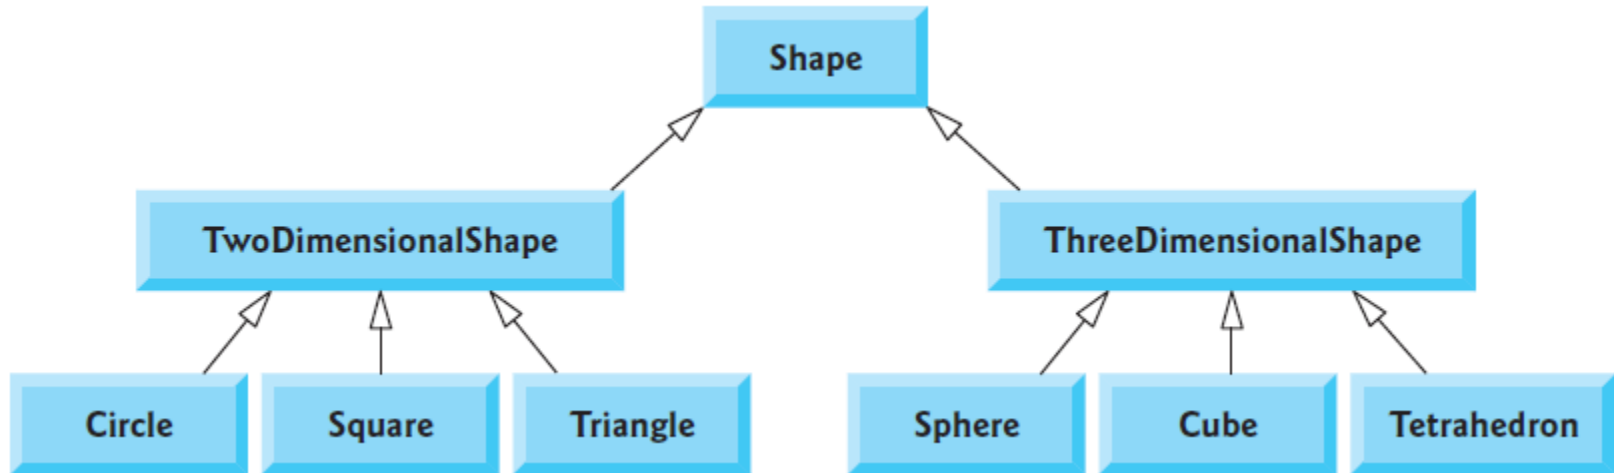 Shape
TwoDimensionalShape
ThreeDimensionalShape
Circle
Square
Triangle
Sphere
Cube
Tetrahedron